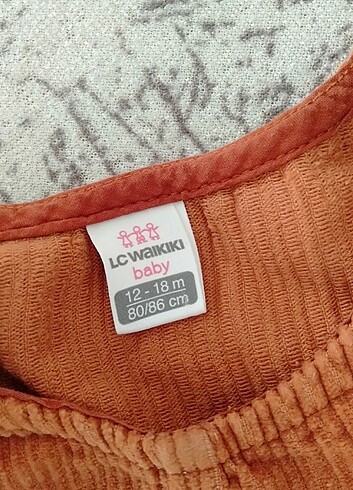 LC WAIKIKI
baby
12 - 18 m
80/86 cm